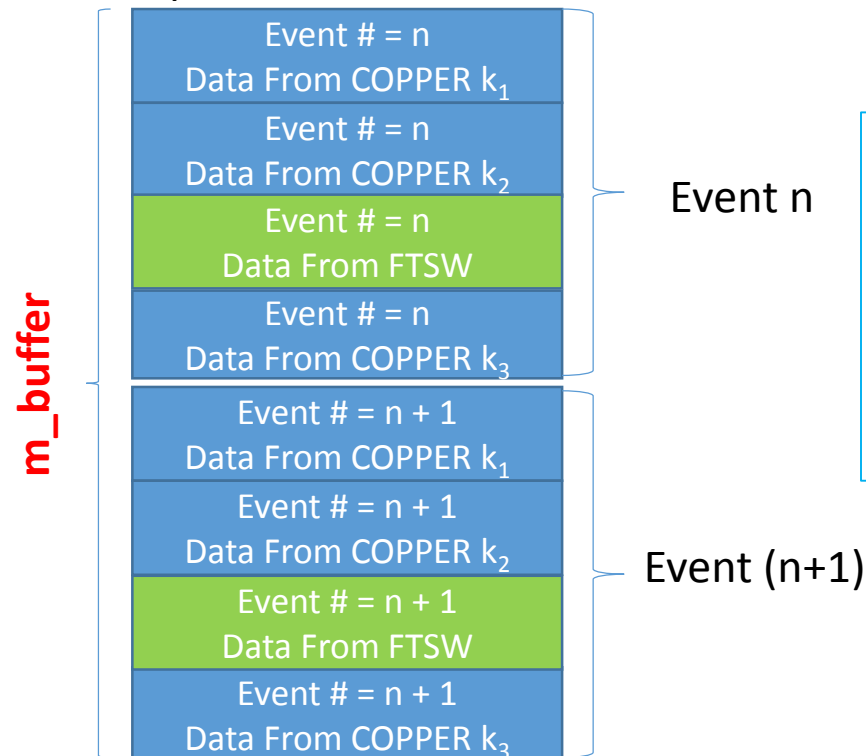 Event # = n
Data From COPPER k₁
Event # = n
Data From COPPER k₂
Event # = n
Data From FTSW
Event # = n
Data From COPPER k₃
Event n
m_buffer
Event # = n + 1
Data From COPPER k₁
Event # = n + 1
Data From COPPER k₂
Event # = n + 1
Data From FTSW
Event # = n + 1
Data From COPPER k₃
Event (n+1)